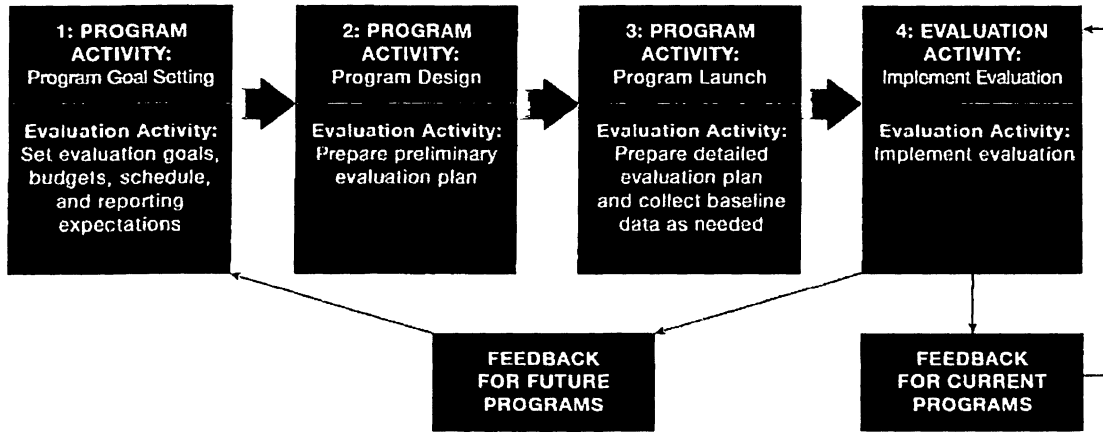 1: PROGRAM
ACTIVITY:
Program Goal Setting
Evaluation Activity:
Set evaluation goals,
budgets, schedule,
and reporting
expectations
2: PROGRAM
ACTIVITY:
Program Design
Evaluation Activity:
Prepare preliminary
evaluation plan
3: PROGRAM
ACTIVITY:
Program Launch
Evaluation Activity:
Prepare detailed
evaluation plan
and collect baseline
data as needed
4: EVALUATION
ACTIVITY:
Implement Evaluation
Evaluation Activity:
Implement evaluation
FEEDBACK
FOR FUTURE
PROGRAMS
FEEDBACK
FOR CURRENT
PROGRAMS